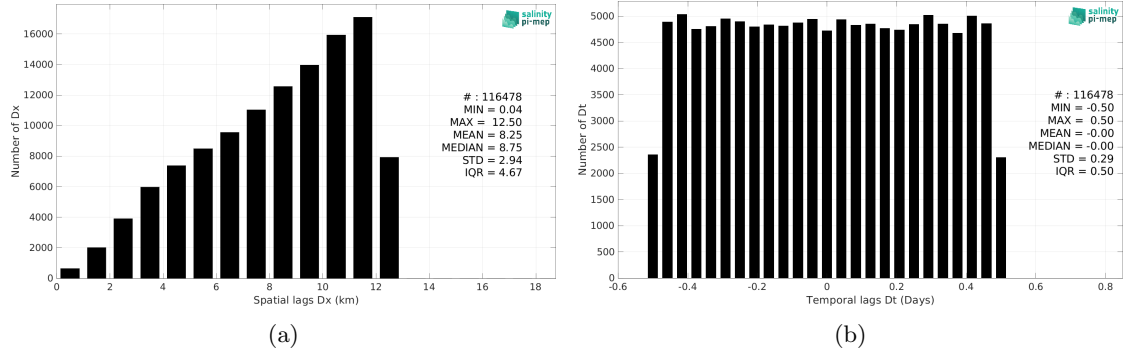 salinity
pi-mep
16000
14000
12000
10000
8000
6000
4000
2000
0
Number of Dx
# : 116478
MIN = 0.04
MAX = 12.50
MEAN = 8.25
MEDIAN = 8.75
STD = 2.94
IQR = 4.67
0 2 4 6 8 10 12 14 16 18
Spatial lags Dx (km)
(a)
salinity
pi-mep
5000
4500
4000
3500
3000
2500
2000
1500
1000
500
0
Number of Dt
# : 116478
MIN = -0.50
MAX = 0.50
MEAN = -0.00
MEDIAN = -0.00
STD = 0.29
IQR = 0.50
-0.6 -0.4 -0.2 0 0.2 0.4 0.6 0.8
Temporal lags Dt (Days)
(b)